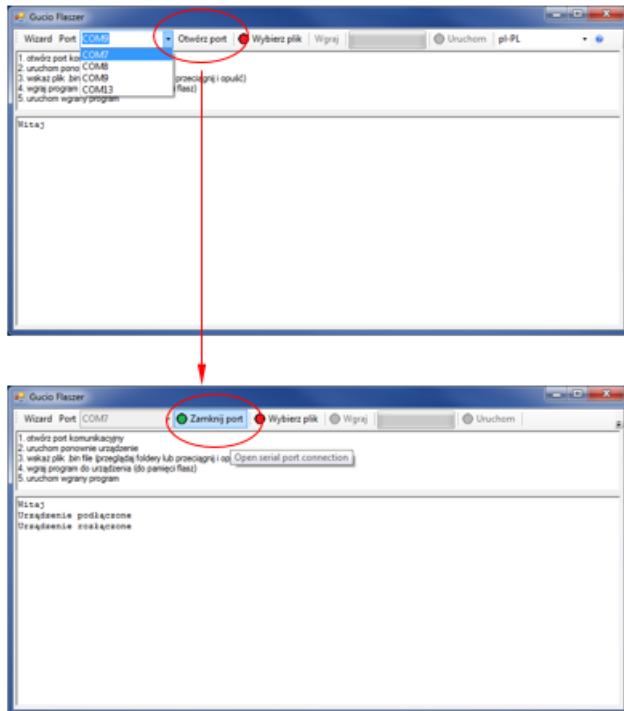 Gucio Flaszer
Wizard Port COM9 Otwórz port Wybierz plik Wgraj Uruchom pl-PL
COM7
COM8
COM9
COM13
1. otwórz port
2. uruchom
3. wskaż plik .bin przeciągnij i opuść)
4. wgraj program flasz)
5. uruchom wgrany program
Witaj
Gucio Flaszer
Wizard Port COM7 Zamknij port Wybierz plik Wgraj Uruchom
1. otwórz port komunikacyjny
2. uruchom ponownie urządzenie
3. wskaż plik .bin file (przeglądaj foldery lub przeciągnij i
Open serial port connection
4. wgraj program do urządzenia (do pamięci flasz)
5. uruchom wgrany program
Witaj
Urządzenie podłączone
Urządzenie rozłączone